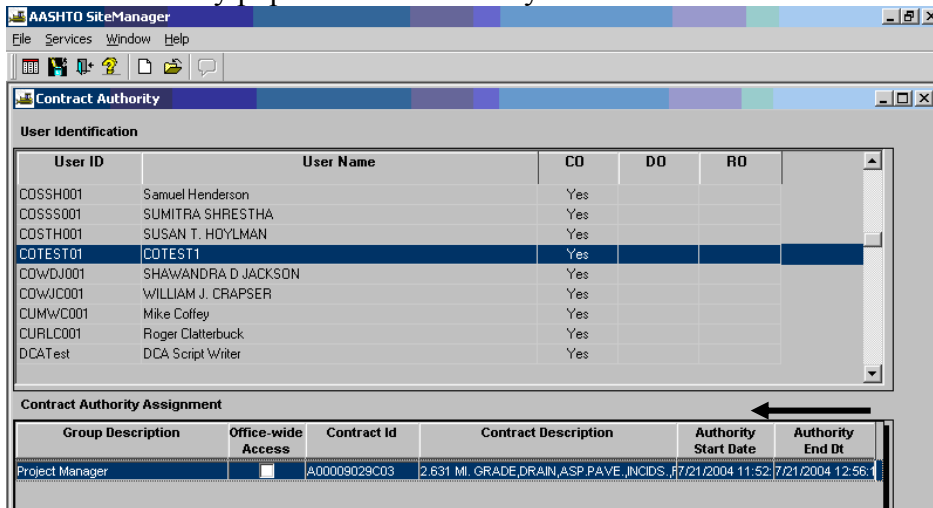 AASHTO SiteManager
File Services Window Help
Contract Authority
User Identification
User ID User Name CO DO RO
COSSH001 Samuel Henderson Yes
COSSS001 SUMITRA SHRESTHA Yes
COSTH001 SUSAN T. HOYLMAN Yes
COTEST01 COTEST1 Yes
COWDJ001 SHAWANDRA D JACKSON Yes
COWJC001 WILLIAM J. CRAPSER Yes
CUMWC001 Mike Coffey Yes
CURLC001 Roger Clatterbuck Yes
DCATest DCA Script Writer Yes
Contract Authority Assignment
Group Description Office-wide Access Contract Id Contract Description Authority Start Date Authority End Dt
Project Manager A00009029C03 2.631 MI. GRADE,DRAIN,ASP.PAVE.,INCIDS., 7/21/2004 11:52: 7/21/2004 12:56:1